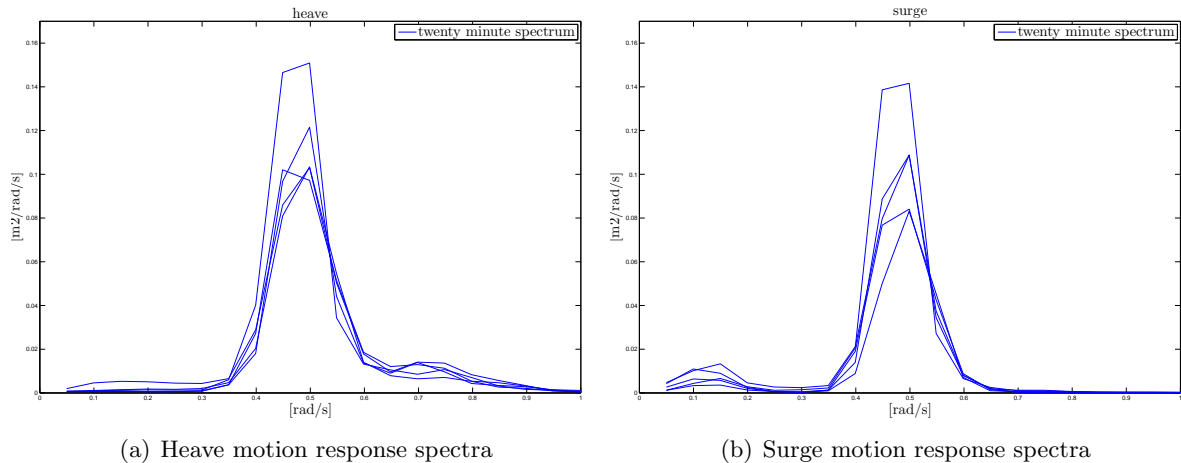 heave
twenty minute spectrum
0.16
0.14
0.12
0.1
0.08
0.06
0.04
0.02
0
[m2/rad/s]
0 0.1 0.2 0.3 0.4 0.5 0.6 0.7 0.8 0.9 1
[rad/s]
(a) Heave motion response spectra
surge
twenty minute spectrum
0.16
0.14
0.12
0.1
0.08
0.06
0.04
0.02
0
[m2/rad/s]
0 0.1 0.2 0.3 0.4 0.5 0.6 0.7 0.8 0.9 1
[rad/s]
(b) Surge motion response spectra